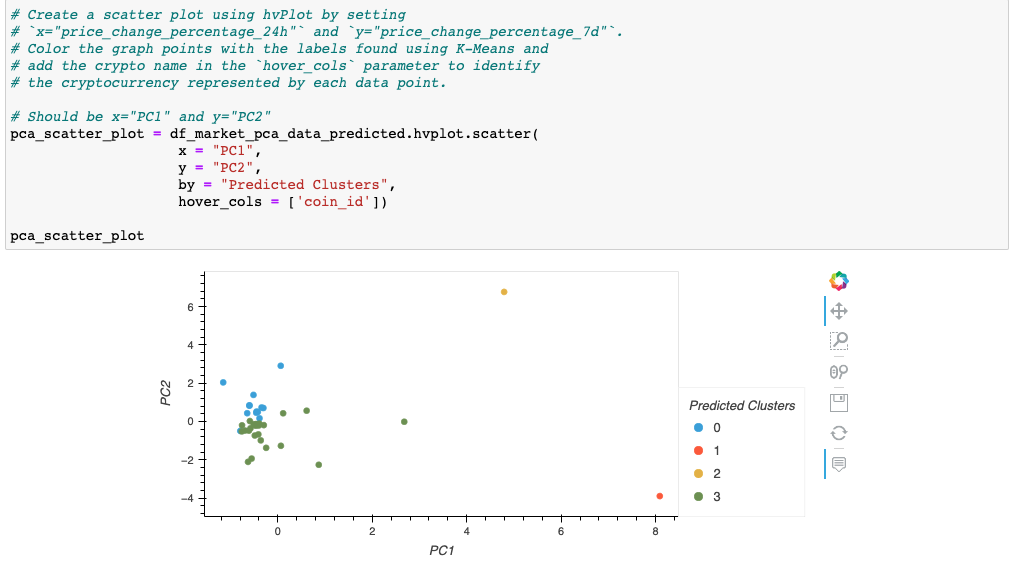 # Create a scatter plot using hvPlot by setting
# `x="price_change_percentage_24h"` and `y="price_change_percentage_7d"`.
# Color the graph points with the labels found using K-Means and
# add the crypto name in the `hover_cols` parameter to identify
# the cryptocurrency represented by each data point.
# Should be x="PC1" and y="PC2"
pca_scatter_plot = df_market_pca_data_predicted.hvplot.scatter(
x = "PC1",
y = "PC2",
by = "Predicted Clusters",
hover_cols = ['coin_id'])
pca_scatter_plot
6
4
2
0
−2
−4
PC2
0
2
4
6
8
PC1
Predicted Clusters
0
1
2
3